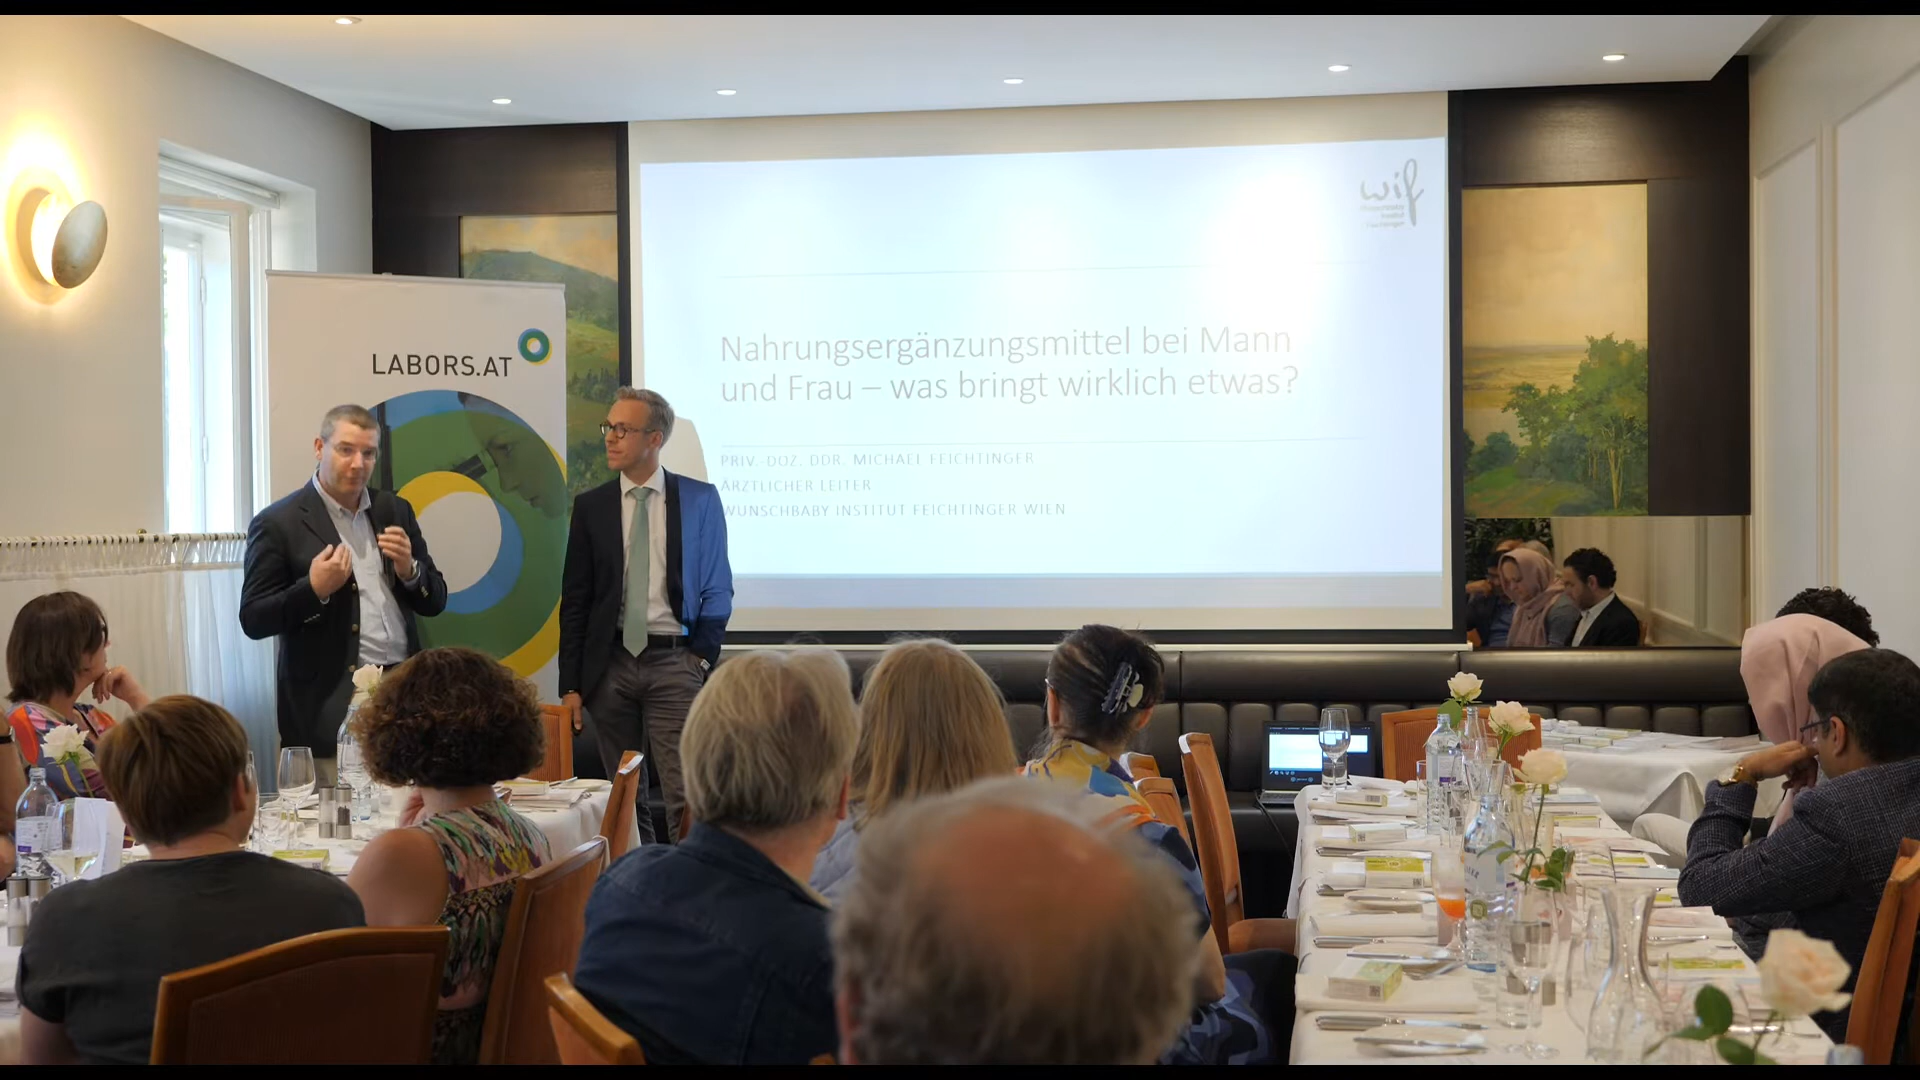 LABORS.AT
wif
Nahrungsergänzungsmittel bei Mann
und Frau – was bringt wirklich etwas?
PRIV.-DOZ. DDR. MICHAEL FEICHTINGER
ÄRZTLICHER LEITER
WUNSCHBABY INSTITUT FEICHTINGER WIEN